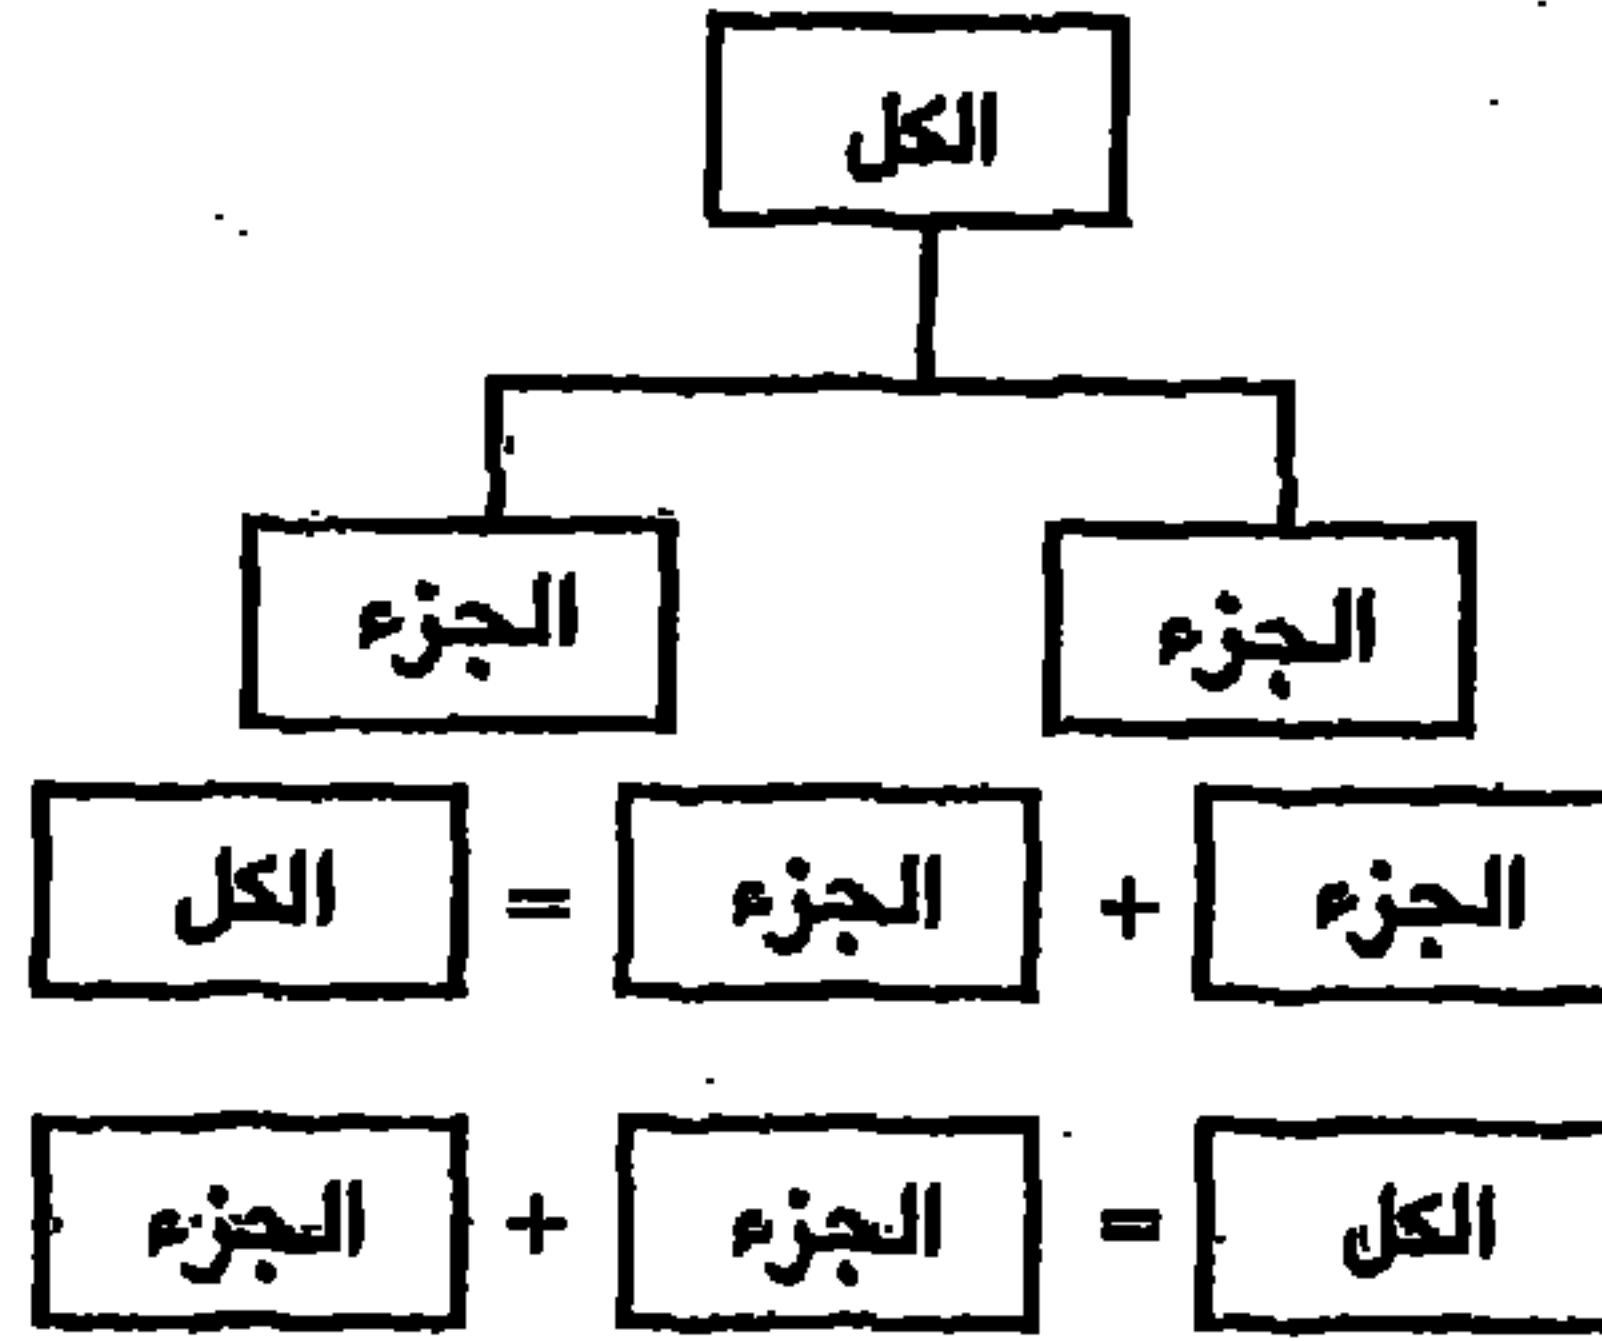 الكل
الجزء الجزء
الجزء + الجزء = الكل
الكل = الجزء + الجزء